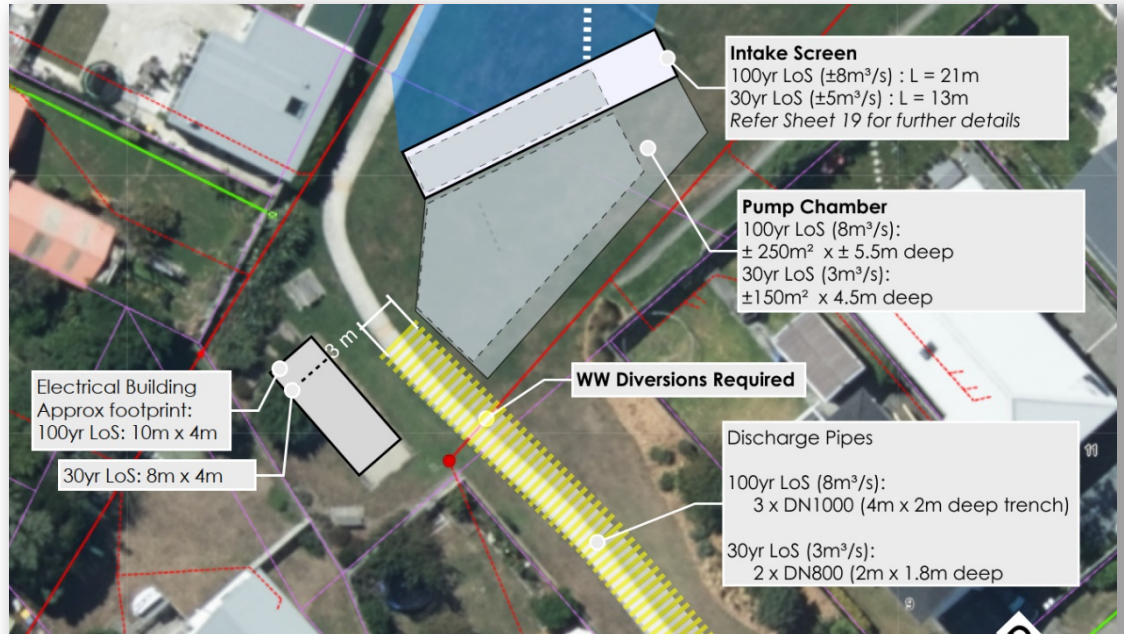 Intake Screen
100yr LoS (±8m³/s) : L = 21m
30yr LoS (±5m³/s) : L = 13m
Refer Sheet 19 for further details
Pump Chamber
100yr LoS (8m³/s):
± 250m² x ± 5.5m deep
30yr LoS (3m³/s):
±150m² x 4.5m deep
3 m
WW Diversions Required
Electrical Building
Approx footprint:
100yr LoS: 10m x 4m
30yr LoS: 8m x 4m
Discharge Pipes
100yr LoS (8m³/s):
3 x DN1000 (4m x 2m deep trench)
30yr LoS (3m³/s):
2 x DN800 (2m x 1.8m deep
11
9